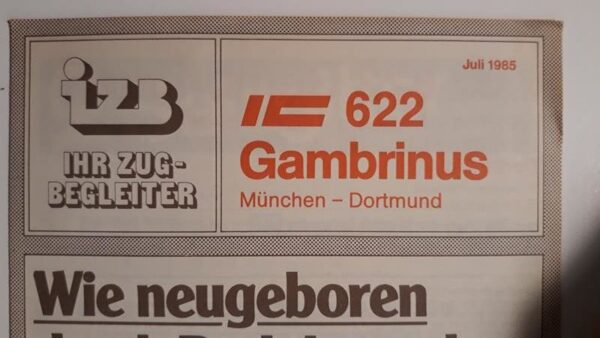 izb
IHR ZUG-
BEGLEITER
Juli 1985
IC 622
Gambrinus
München – Dortmund
Wie neugeboren